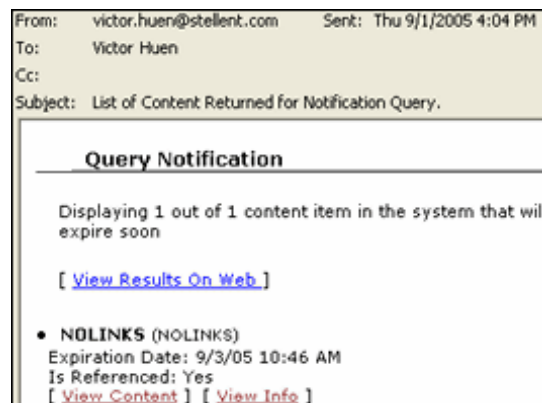 From: victor.huen@stellent.com Sent: Thu 9/1/2005 4:04 PM
To: Victor Huen
Cc:
Subject: List of Content Returned for Notification Query.
Query Notification
Displaying 1 out of 1 content item in the system that wil
expire soon
[ View Results On Web ]
• NOLINKS (NOLINKS)
Expiration Date: 9/3/05 10:46 AM
Is Referenced: Yes
[ View Content ] [ View Info ]